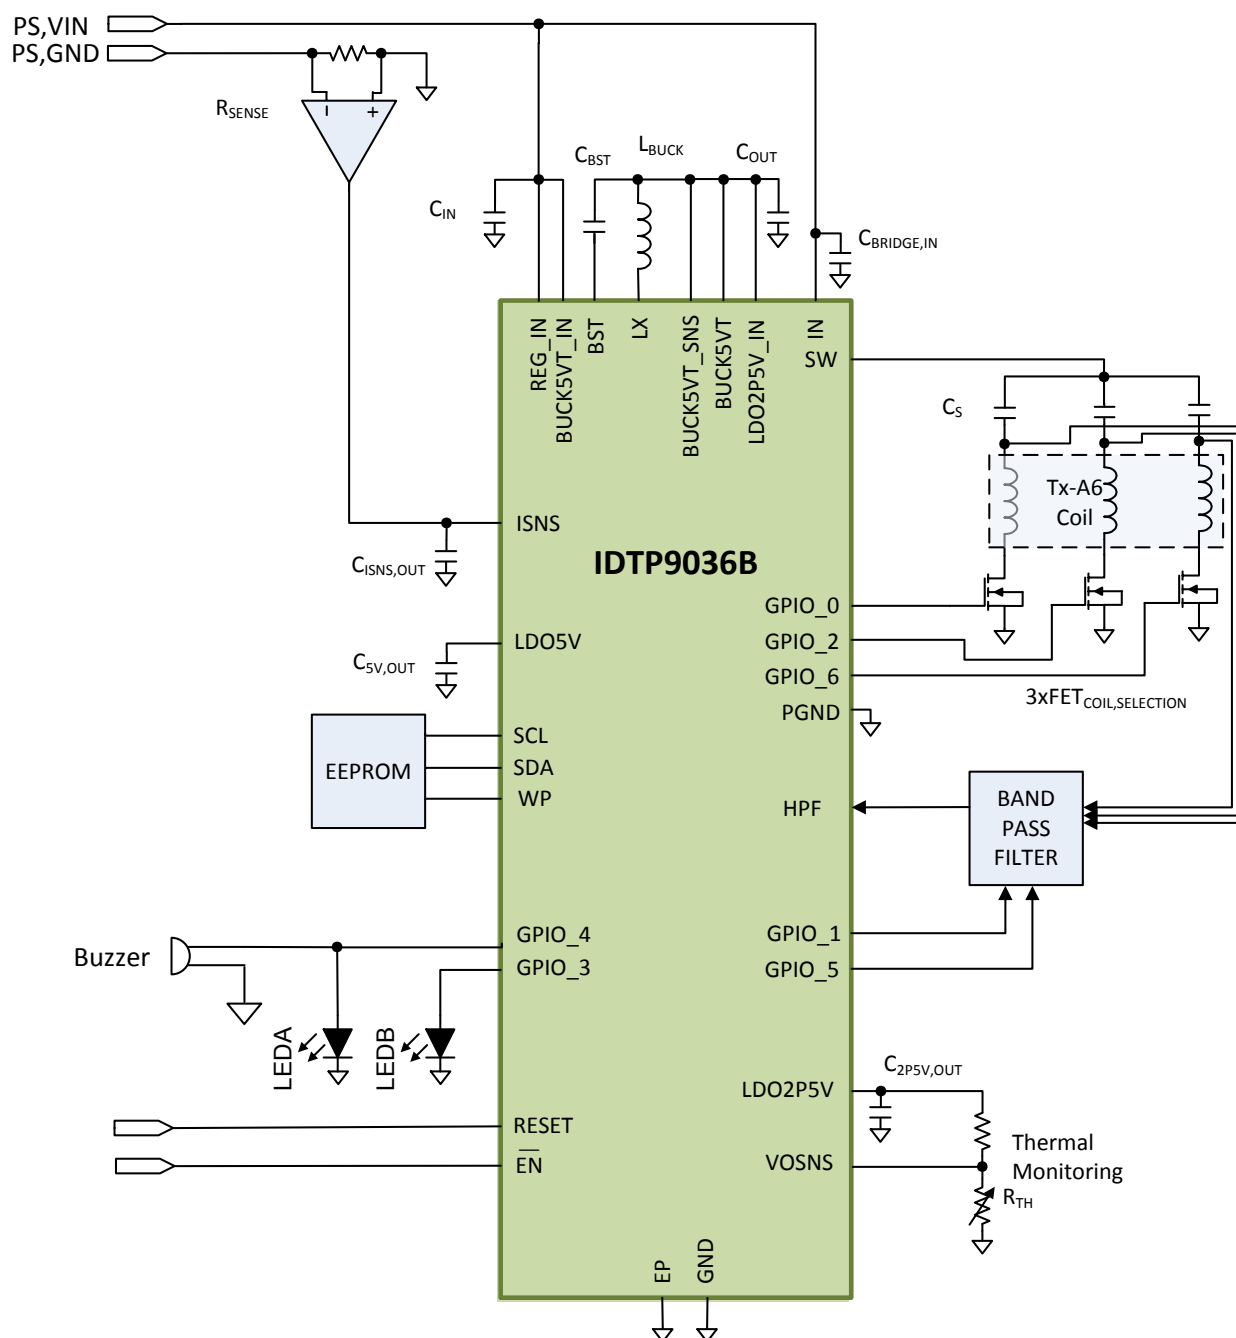 PS,VIN
PS,GND
RSENSE
−
+
CBST
LBUCK
COUT
CIN
CBRIDGE,IN
REG_IN
BUCK5VT_IN
BST
LX
BUCK5VT_SNS
BUCK5VT
LDO2P5V_IN
IN
SW
CS
Tx-A6
Coil
ISNS
CISNS,OUT
IDTP9036B
GPIO_0
GPIO_2
GPIO_6
3xFETCOIL,SELECTION
PGND
LDO5V
C5V,OUT
EEPROM
SCL
SDA
WP
HPF
BAND
PASS
FILTER
Buzzer
GPIO_4
GPIO_3
GPIO_1
GPIO_5
LEDA
LEDB
LDO2P5V
C2P5V,OUT
RESET
EN
VOSNS
Thermal
Monitoring
RTH
EP
GND